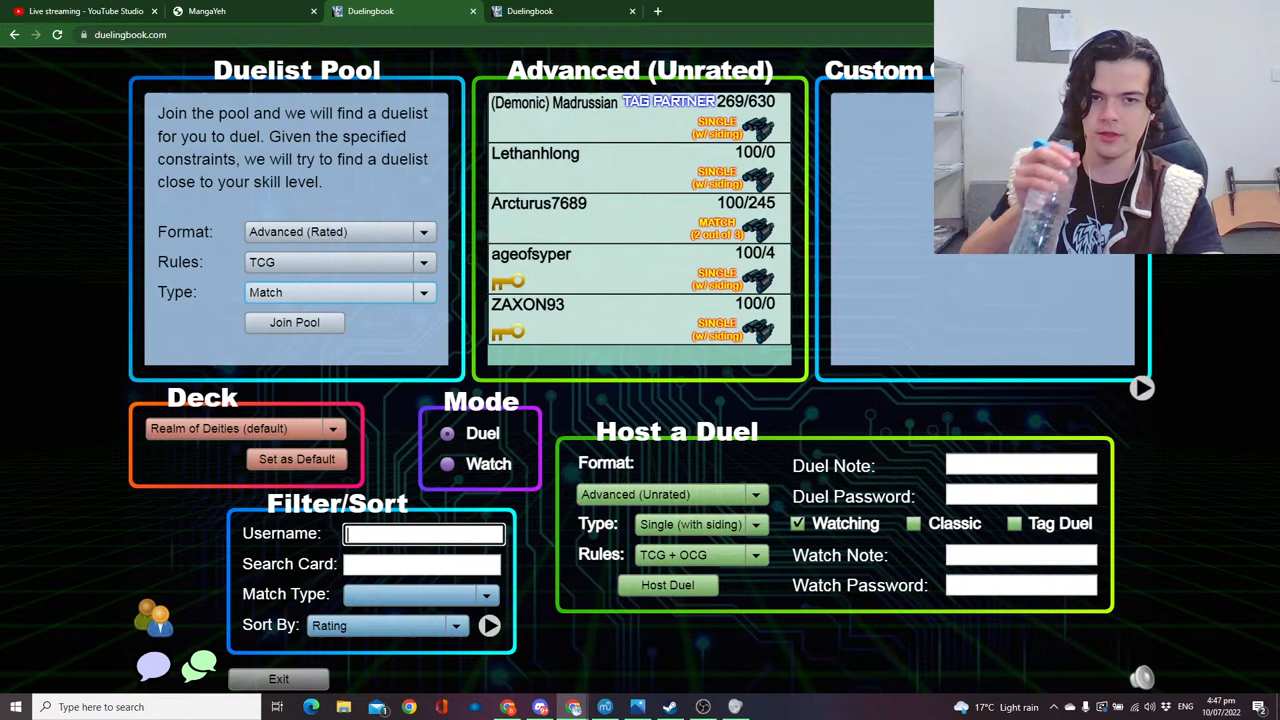 Live streaming - YouTube Studio
MangaYeh
Duelingbook
Duelingbook
duelingbook.com
Duelist Pool
Join the pool and we will find a duelist
for you to duel. Given the specified
constraints, we will try to find a duelist
close to your skill level.
Format: Advanced (Rated)
Rules: TCG
Type: Match
Join Pool
Advanced (Unrated)
(Demonic) Madrussian TAG PARTNER 269/630
SINGLE
(w/ siding)
Lethanhlong 100/0
SINGLE
(w/ siding)
Arcturus7689 100/245
MATCH
(2 out of 3)
ageofsyper 100/4
SINGLE
(w/ siding)
ZAXON93 100/0
SINGLE
(w/ siding)
Custom
Deck
Realm of Deities (default)
Set as Default
Mode
Duel
Watch
Filter/Sort
Username:
Search Card:
Match Type:
Sort By: Rating
Exit
Host a Duel
Format:
Advanced (Unrated)
Type: Single (with siding)
Rules: TCG + OCG
Host Duel
Duel Note:
Duel Password:
Watching Classic Tag Duel
Watch Note:
Watch Password:
Type here to search
17°C Light rain
4:47 pm
10/07/2022